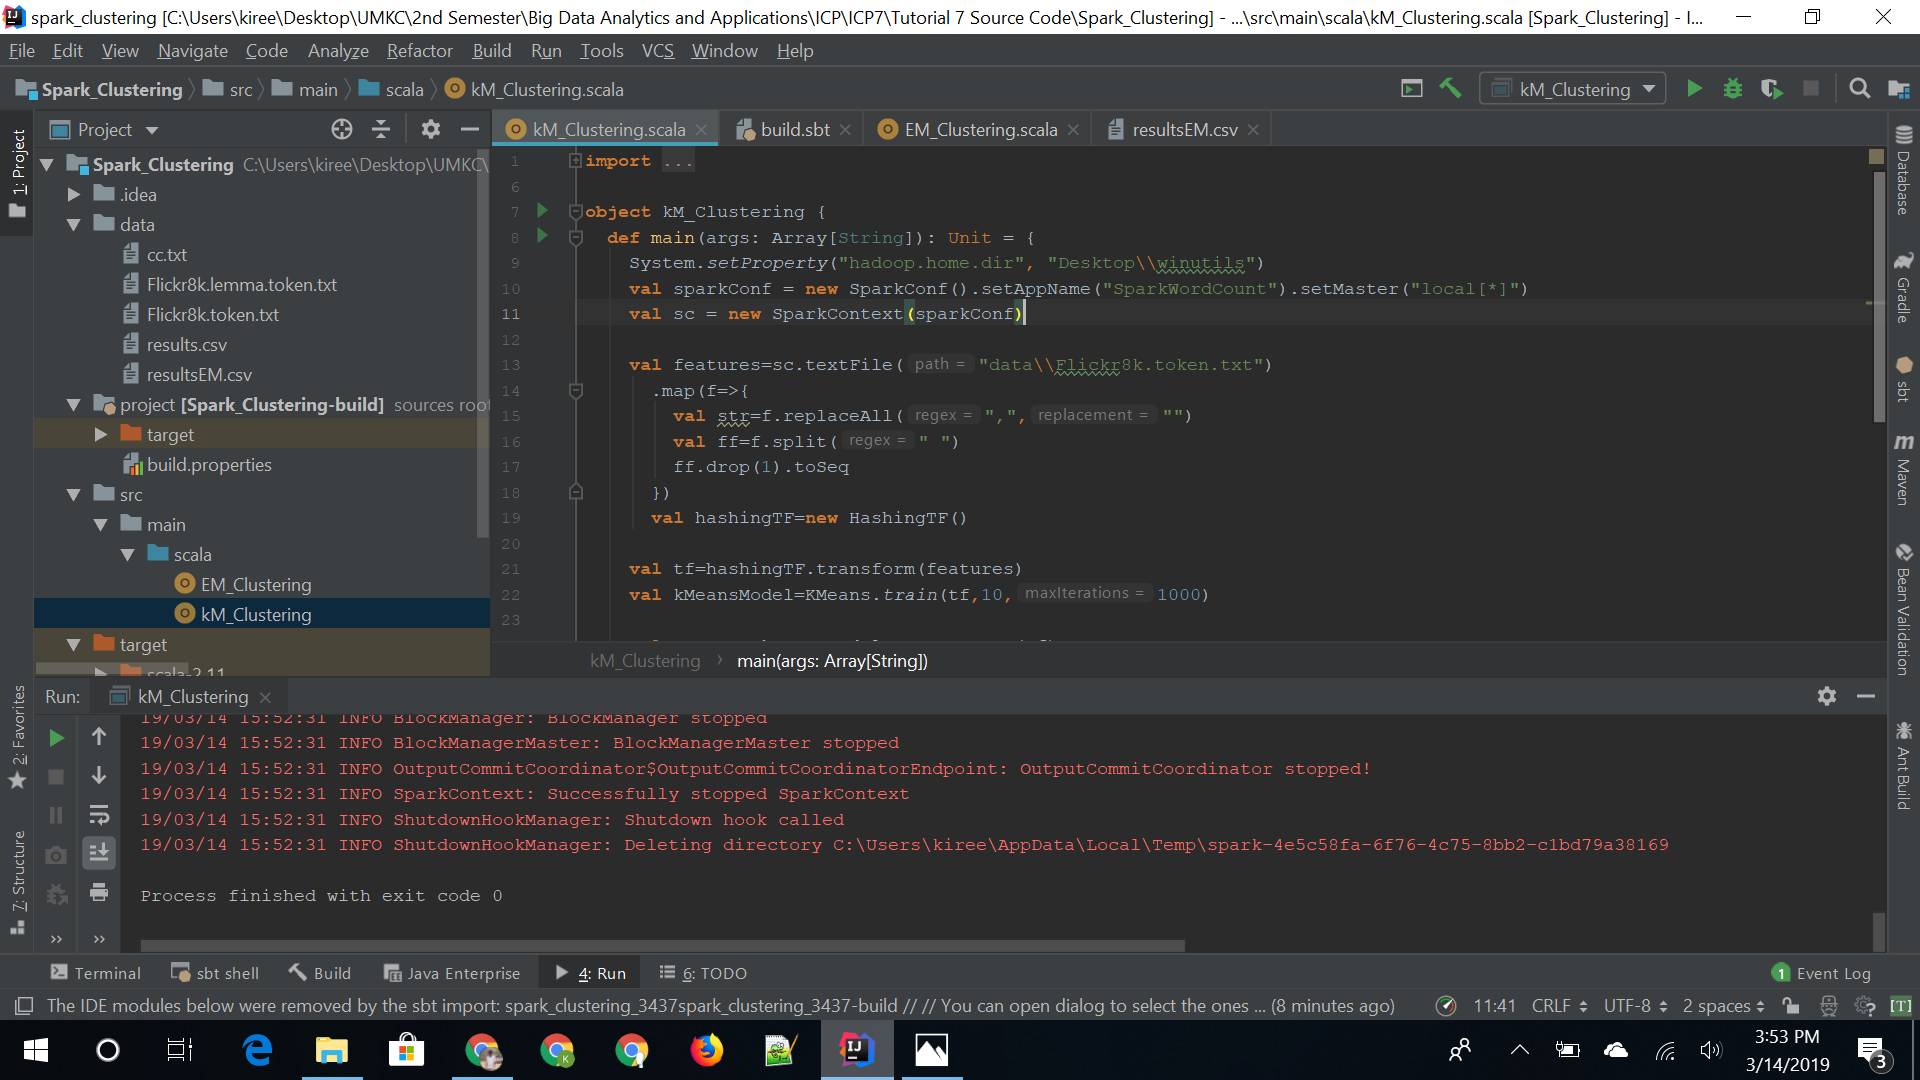 spark_clustering [C:\Users\kiree\Desktop\UMKC\2nd Semester\Big Data Analytics and Applications\ICP\ICP7\Tutorial 7 Source Code\Spark_Clustering] - ...\src\main\scala\kM_Clustering.scala [Spark_Clustering] - I...
File Edit View Navigate Code Analyze Refactor Build Run Tools VCS Window Help
Spark_Clustering src main scala kM_Clustering.scala
kM_Clustering
Project
kM_Clustering.scala build.sbt EM_Clustering.scala resultsEM.csv
1: Project
Spark_Clustering C:\Users\kiree\Desktop\UMKC\
.idea
data
cc.txt
Flickr8k.lemma.token.txt
Flickr8k.token.txt
results.csv
resultsEM.csv
project [Spark_Clustering-build] sources root
target
build.properties
src
main
scala
EM_Clustering
kM_Clustering
target
scala-2.11
1 import ...
6
7 object kM_Clustering {
8 def main(args: Array[String]): Unit = {
9 System.setProperty("hadoop.home.dir", "Desktop\\winutils")
10 val sparkConf = new SparkConf().setAppName("SparkWordCount").setMaster("local[*]")
11 val sc = new SparkContext(sparkConf)
12
13 val features=sc.textFile( path = "data\\Flickr8k.token.txt")
14 .map(f=>{
15 val str=f.replaceAll( regex = ",", replacement = "")
16 val ff=f.split( regex = " ")
17 ff.drop(1).toSeq
18 })
19 val hashingTF=new HashingTF()
20
21 val tf=hashingTF.transform(features)
22 val kMeansModel=KMeans.train(tf,10, maxIterations = 1000)
23
kM_Clustering › main(args: Array[String])
Database
Gradle
sbt
Maven
Bean Validation
Ant Build
2: Favorites
7: Structure
Run: kM_Clustering
19/03/14 15:52:31 INFO BlockManager: BlockManager stopped
19/03/14 15:52:31 INFO BlockManagerMaster: BlockManagerMaster stopped
19/03/14 15:52:31 INFO OutputCommitCoordinator$OutputCommitCoordinatorEndpoint: OutputCommitCoordinator stopped!
19/03/14 15:52:31 INFO SparkContext: Successfully stopped SparkContext
19/03/14 15:52:31 INFO ShutdownHookManager: Shutdown hook called
19/03/14 15:52:31 INFO ShutdownHookManager: Deleting directory C:\Users\kiree\AppData\Local\Temp\spark-4e5c58fa-6f76-4c75-8bb2-c1bd79a38169
Process finished with exit code 0
Terminal sbt shell Build Java Enterprise 4: Run 6: TODO 1 Event Log
The IDE modules below were removed by the sbt import: spark_clustering_3437spark_clustering_3437-build // // You can open dialog to select the ones ... (8 minutes ago) 11:41 CRLF UTF-8 2 spaces [T]
3:53 PM
3/14/2019
3